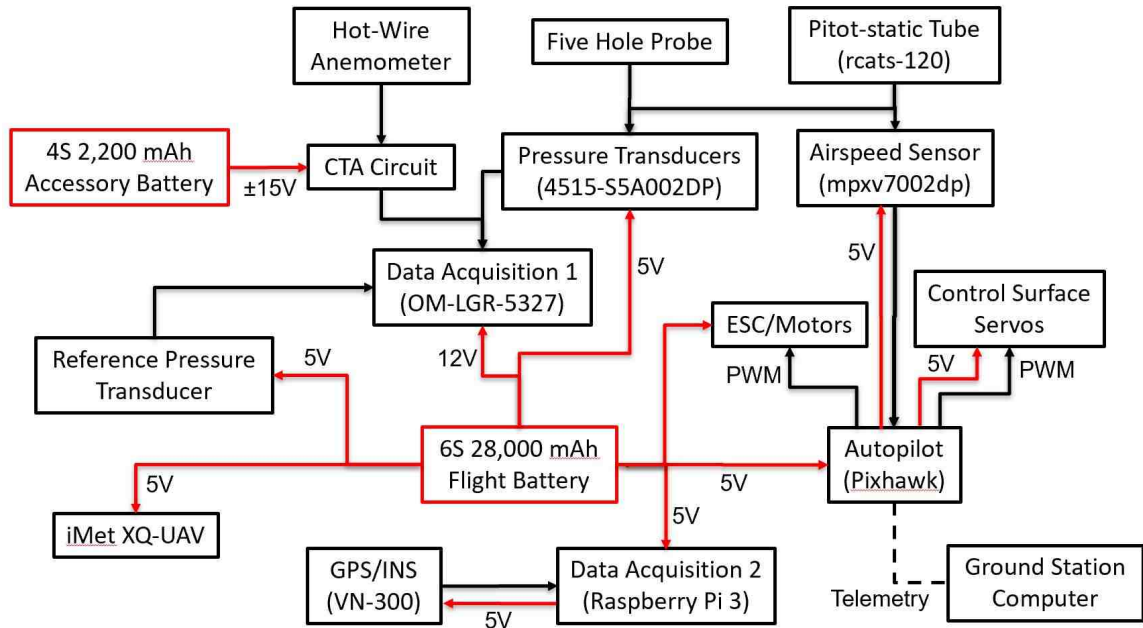 Hot-Wire
Anemometer
Five Hole Probe
Pitot-static Tube
(rcats-120)
4S 2,200 mAh
Accessory Battery
±15V
CTA Circuit
Pressure Transducers
(4515-S5A002DP)
Airspeed Sensor
(mpxv7002dp)
Data Acquisition 1
(OM-LGR-5327)
5V
5V
Control Surface
Servos
ESC/Motors
Reference Pressure
Transducer
5V
12V
PWM
5V
PWM
6S 28,000 mAh
Flight Battery
Autopilot
(Pixhawk)
5V
5V
5V
iMet XQ-UAV
GPS/INS
(VN-300)
Data Acquisition 2
(Raspberry Pi 3)
5V
Telemetry
Ground Station
Computer